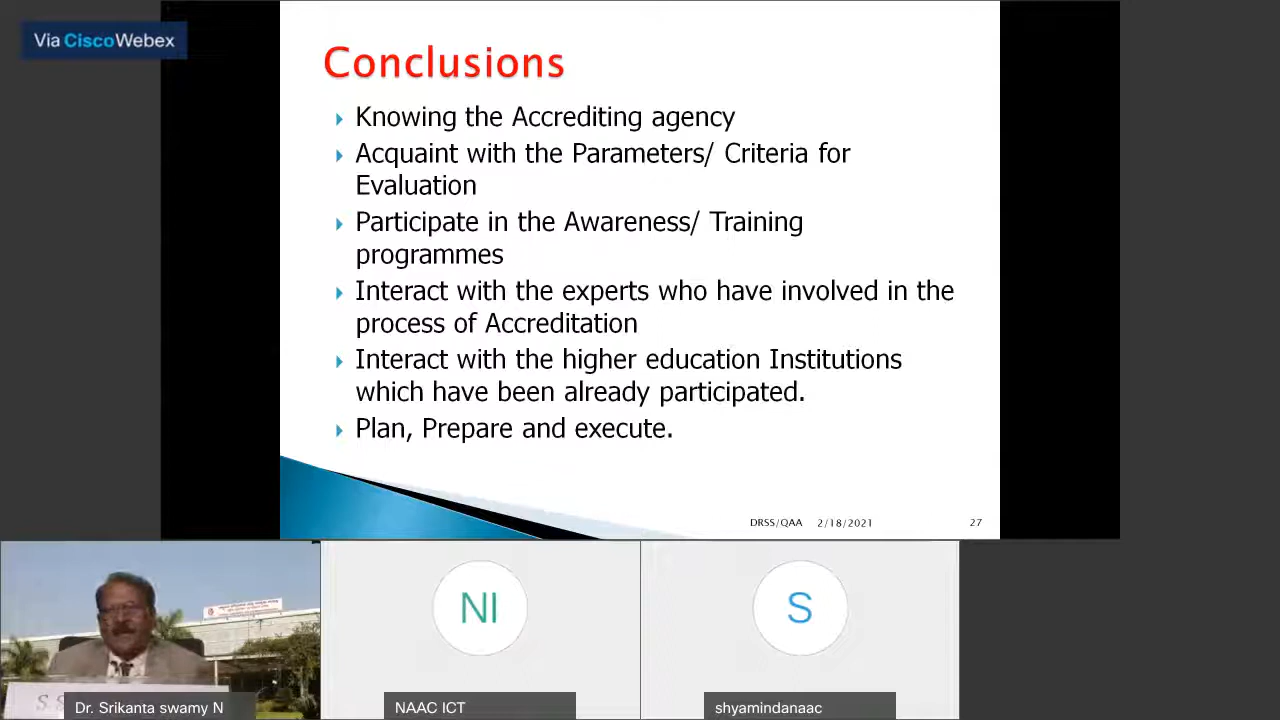 Via CiscoWebex
Conclusions
Knowing the Accrediting agency
Acquaint with the Parameters/ Criteria for
Evaluation
Participate in the Awareness/ Training
programmes
Interact with the experts who have involved in the
process of Accreditation
Interact with the higher education Institutions
which have been already participated.
Plan, Prepare and execute.
DRSS/QAA 2/18/2021 27
NI
S
Dr. Srikanta swamy N
NAAC ICT
shyamindanaac